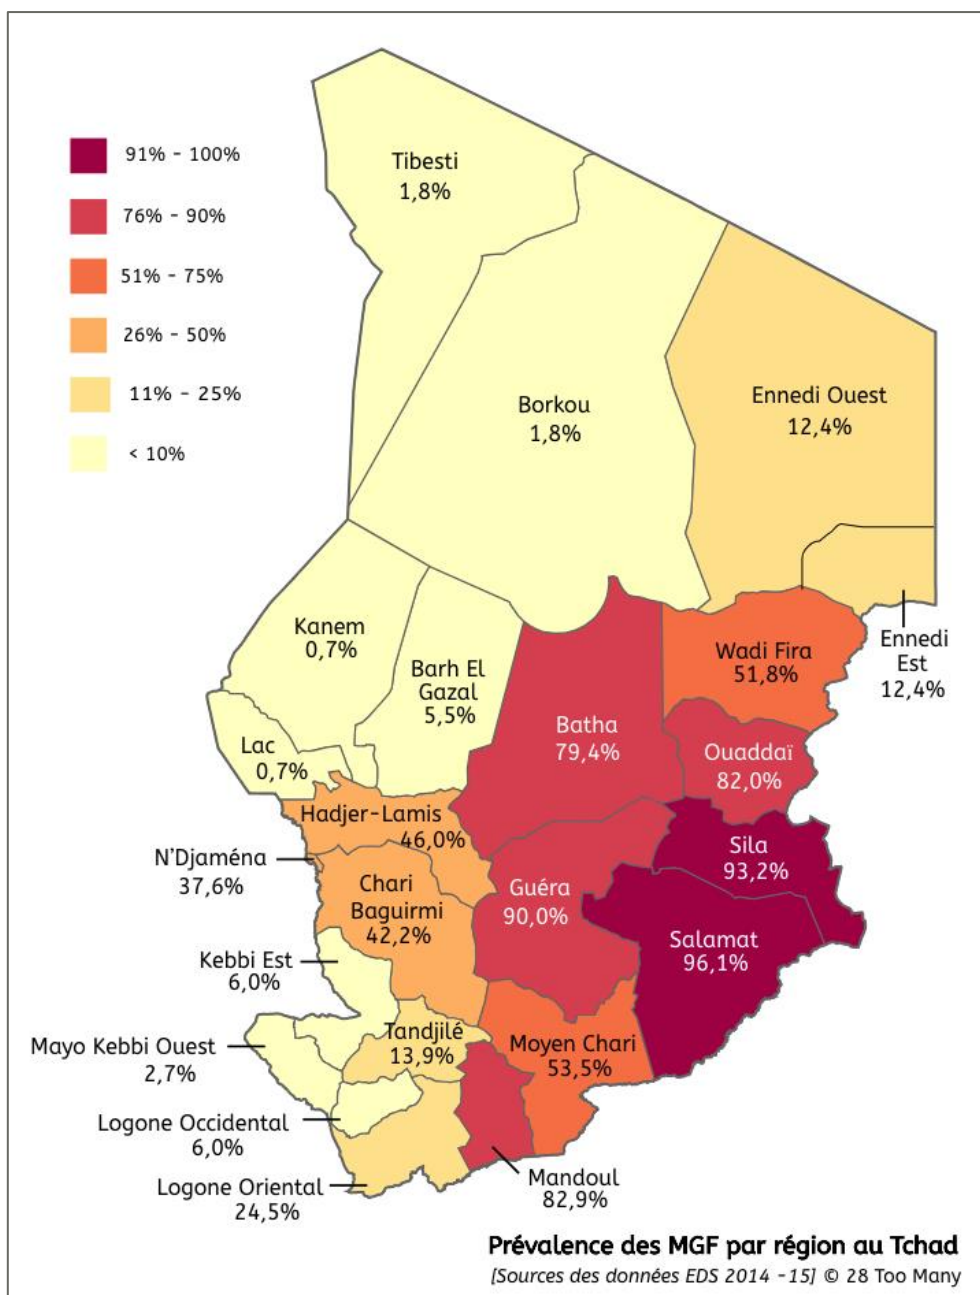 91% - 100%
76% - 90%
51% - 75%
26% - 50%
11% - 25%
< 10%
Tibesti
1,8%
Borkou
1,8%
Ennedi Ouest
12,4%
Ennedi
Est
12,4%
Kanem
0,7%
Barh El
Gazal
5,5%
Lac
0,7%
Wadi Fira
51,8%
Batha
79,4%
Ouaddaï
82,0%
Hadjer-Lamis
46,0%
N'Djaména
37,6%
Chari
Baguirmi
42,2%
Guéra
90,0%
Sila
93,2%
Salamat
96,1%
Kebbi Est
6,0%
Mayo Kebbi Ouest
2,7%
Tandjilé
13,9%
Moyen Chari
53,5%
Logone Occidental
6,0%
Logone Oriental
24,5%
Mandoul
82,9%
Prévalence des MGF par région au Tchad
[Sources des données EDS 2014 -15] © 28 Too Many